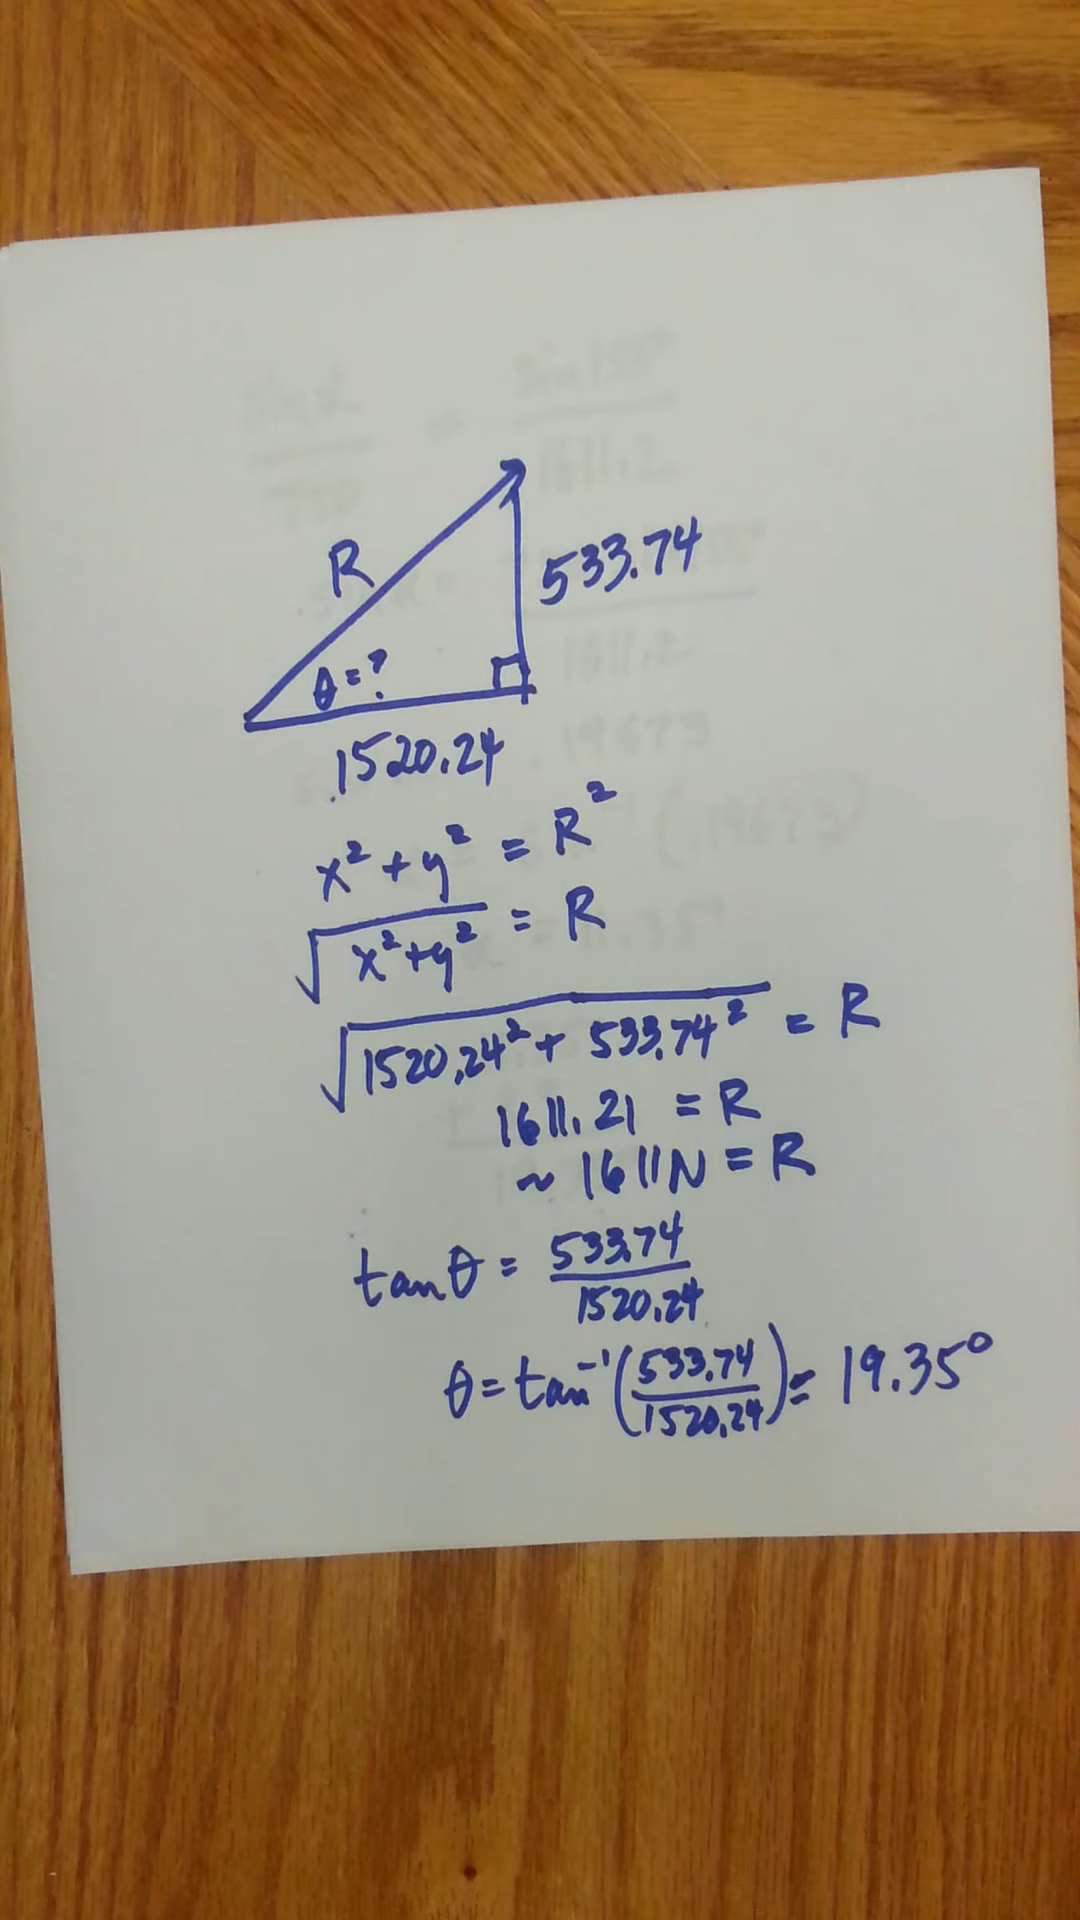 R
533.74
θ=?
1520.24
x² + y² = R²
√x²+y² = R
√1520.24² + 533.74² = R
1611.21 = R
~ 1611N = R
tan θ = 533.74/1520.24
θ = tan⁻¹(533.74/1520.24) = 19.35°